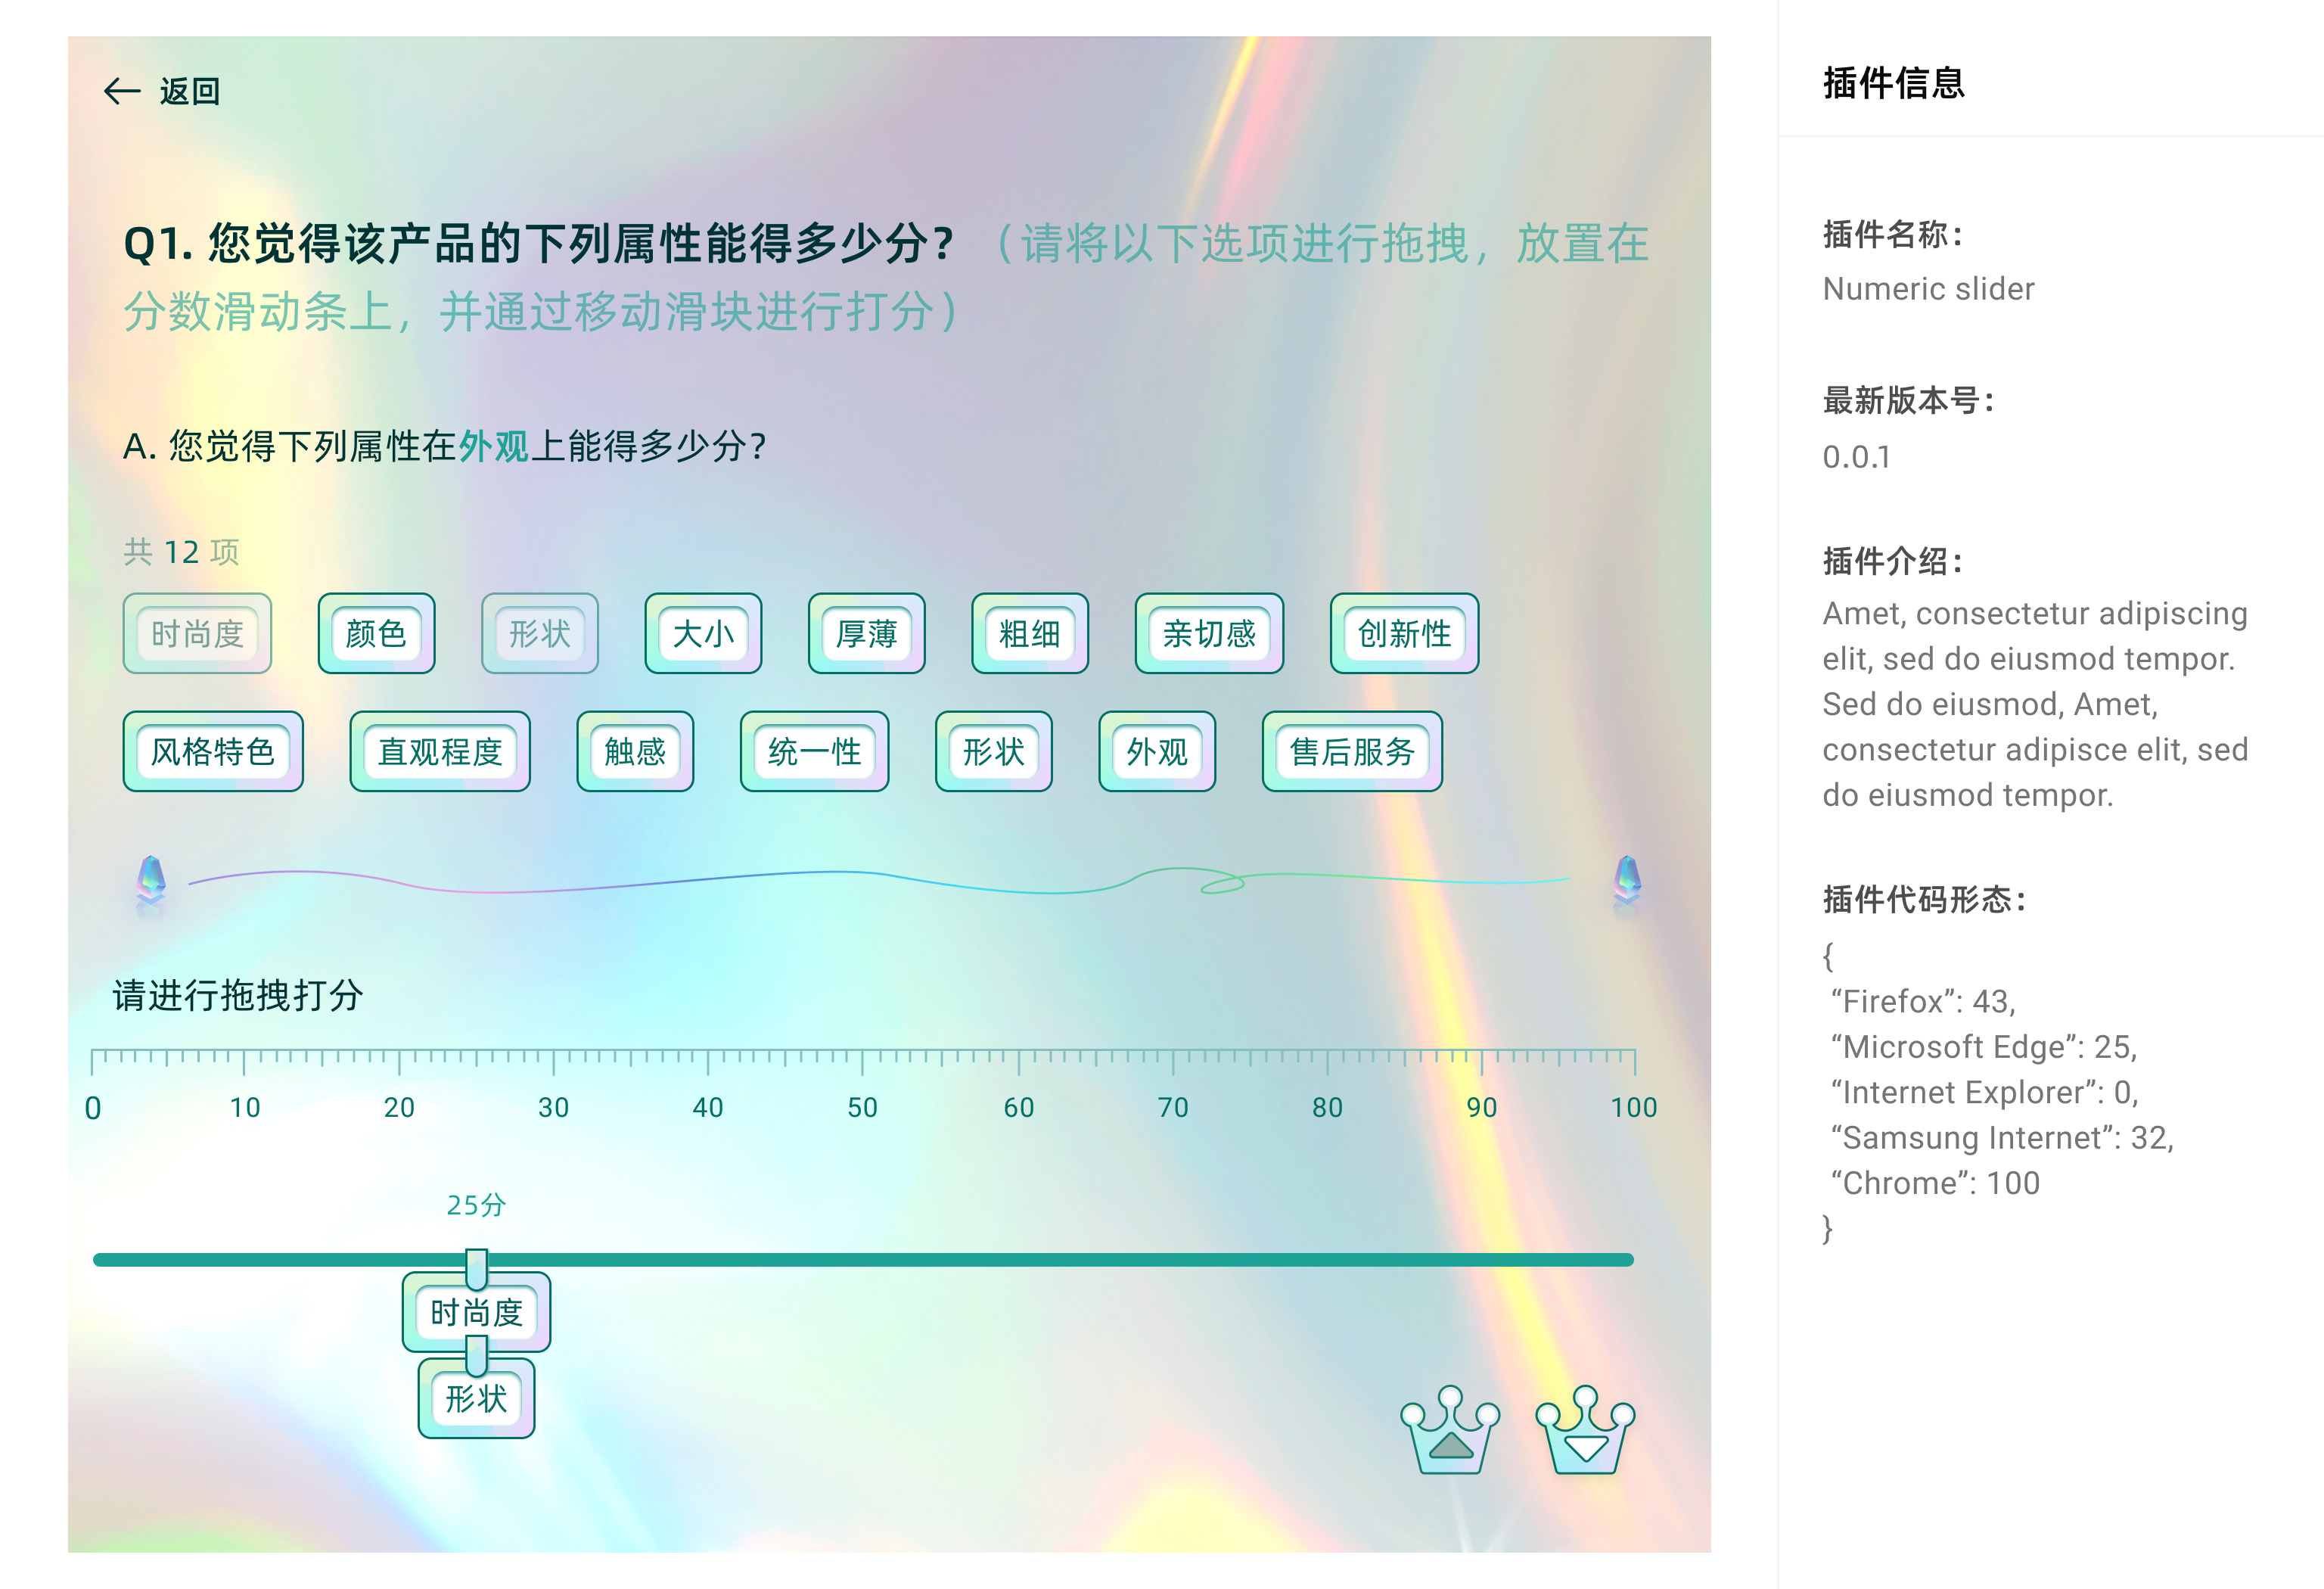 返回
Q1. 您觉得该产品的下列属性能得多少分？（请将以下选项进行拖拽，放置在
分数滑动条上，并通过移动滑块进行打分）
A. 您觉得下列属性在外观上能得多少分？
共 12 项
时尚度 颜色 形状 大小 厚薄 粗细 亲切感 创新性
风格特色 直观程度 触感 统一性 形状 外观 售后服务
请进行拖拽打分
0 10 20 30 40 50 60 70 80 90 100
25分
时尚度
形状
插件信息
插件名称：
Numeric slider
最新版本号：
0.0.1
插件介绍：
Amet, consectetur adipiscing
elit, sed do eiusmod tempor.
Sed do eiusmod, Amet,
consectetur adipisce elit, sed
do eiusmod tempor.
插件代码形态：
{
“Firefox”: 43,
“Microsoft Edge”: 25,
“Internet Explorer”: 0,
“Samsung Internet”: 32,
“Chrome”: 100
}